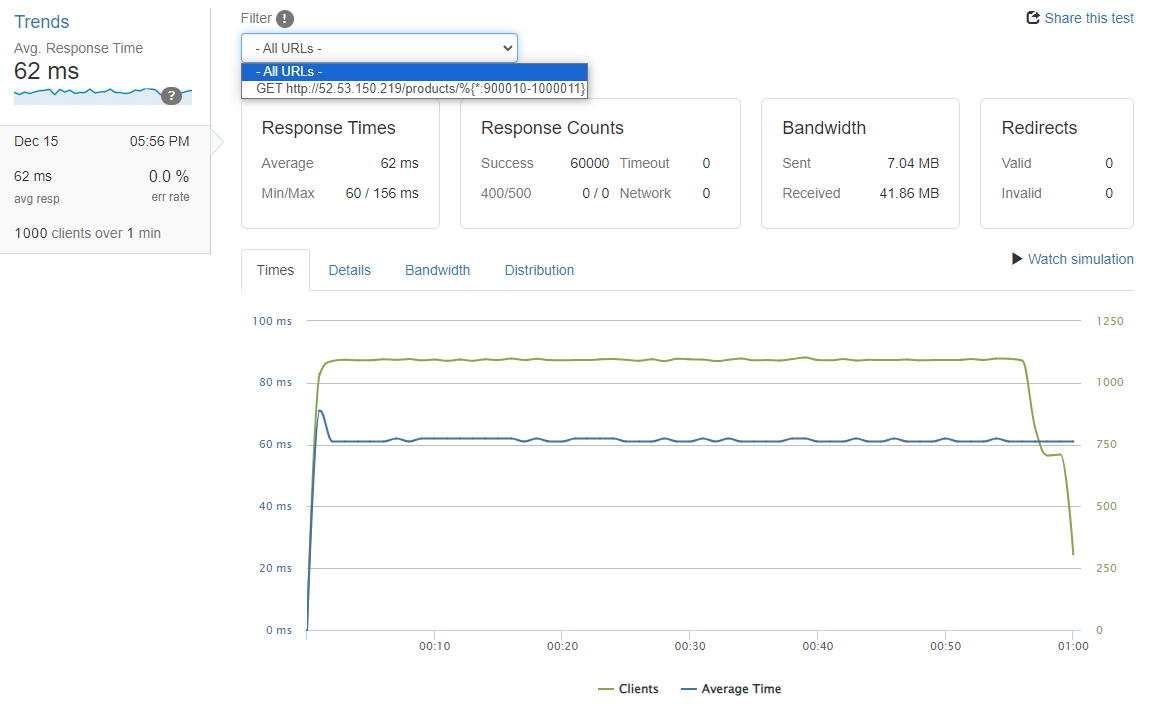 Trends
Avg. Response Time
62 ms
?
Dec 15 05:56 PM
62 ms 0.0 %
avg resp err rate
1000 clients over 1 min
Filter !
Share this test
- All URLs -
- All URLs -
GET http://52.53.150.219/products/%{*:900010-1000011}
Response Times
Average 62 ms
Min/Max 60 / 156 ms
Response Counts
Success 60000 Timeout 0
400/500 0 / 0 Network 0
Bandwidth
Sent 7.04 MB
Received 41.86 MB
Redirects
Valid 0
Invalid 0
Times Details Bandwidth Distribution
Watch simulation
100 ms 1250
80 ms 1000
60 ms 750
40 ms 500
20 ms 250
0 ms 0
00:10 00:20 00:30 00:40 00:50 01:00
Clients Average Time